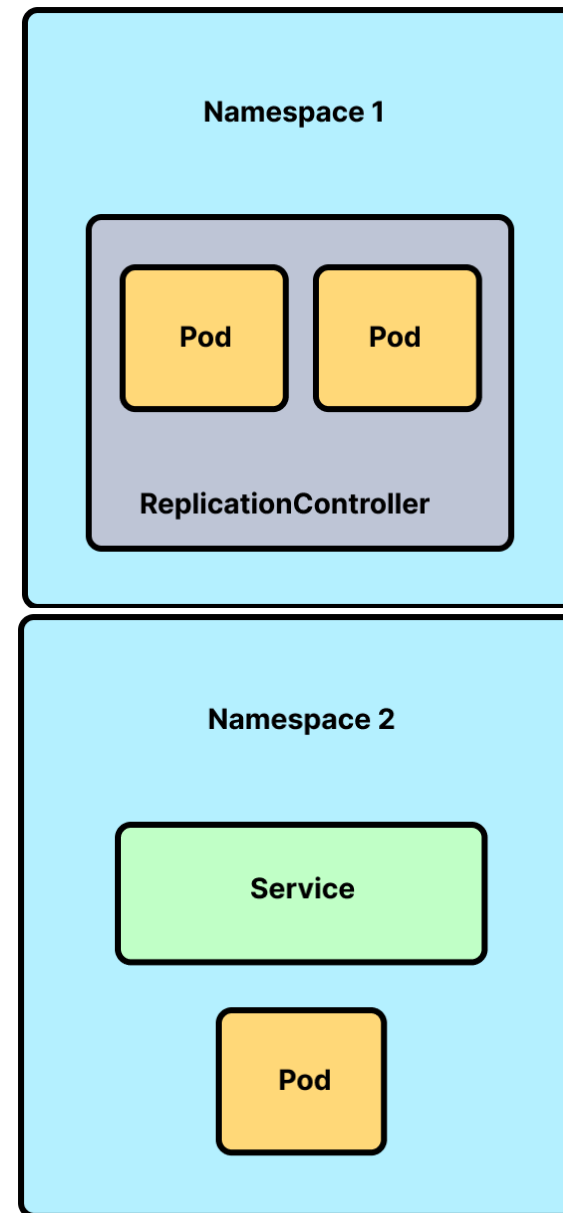 Namespace 1
Pod Pod
ReplicationController
Namespace 2
Service
Pod